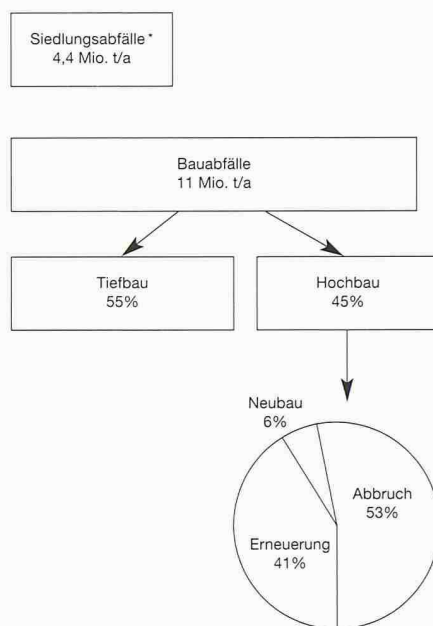 Siedlungsabfälle *
4,4 Mio. t/a
Bauabfälle
11 Mio. t/a
Tiefbau
55%
Hochbau
45%
Neubau
6%
Abbruch
53%
Erneuerung
41%